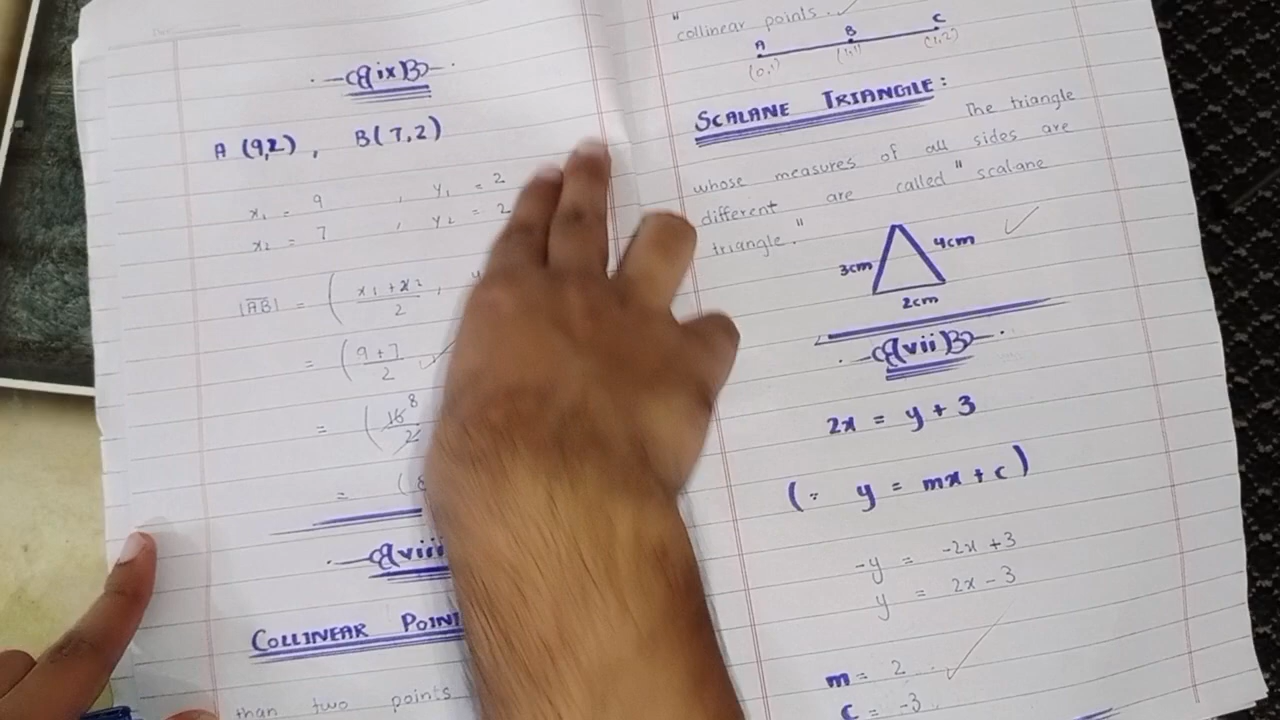 Q ix
A (9,2), B(7,2)
x₁ = 9 , y₁ = 2
x₂ = 7 , y₂ = 2
|AB| = ( x₁ + x₂ / 2 ,
= ( 9 + 7 / 2
= ( 16 8 / 2
= ( 8
Q viii
COLLINEAR POINT
than two points
" collinear points.
A B C
(0,1) (1,1)
SCALANE TRIANGLE:
The triangle
whose measures of all sides are
different are called " scalane
triangle."
3cm 4cm
2cm
Q vii
2x = y + 3
(∵ y = mx + c)
-y = -2x + 3
y = 2x - 3
m = 2
c = -3